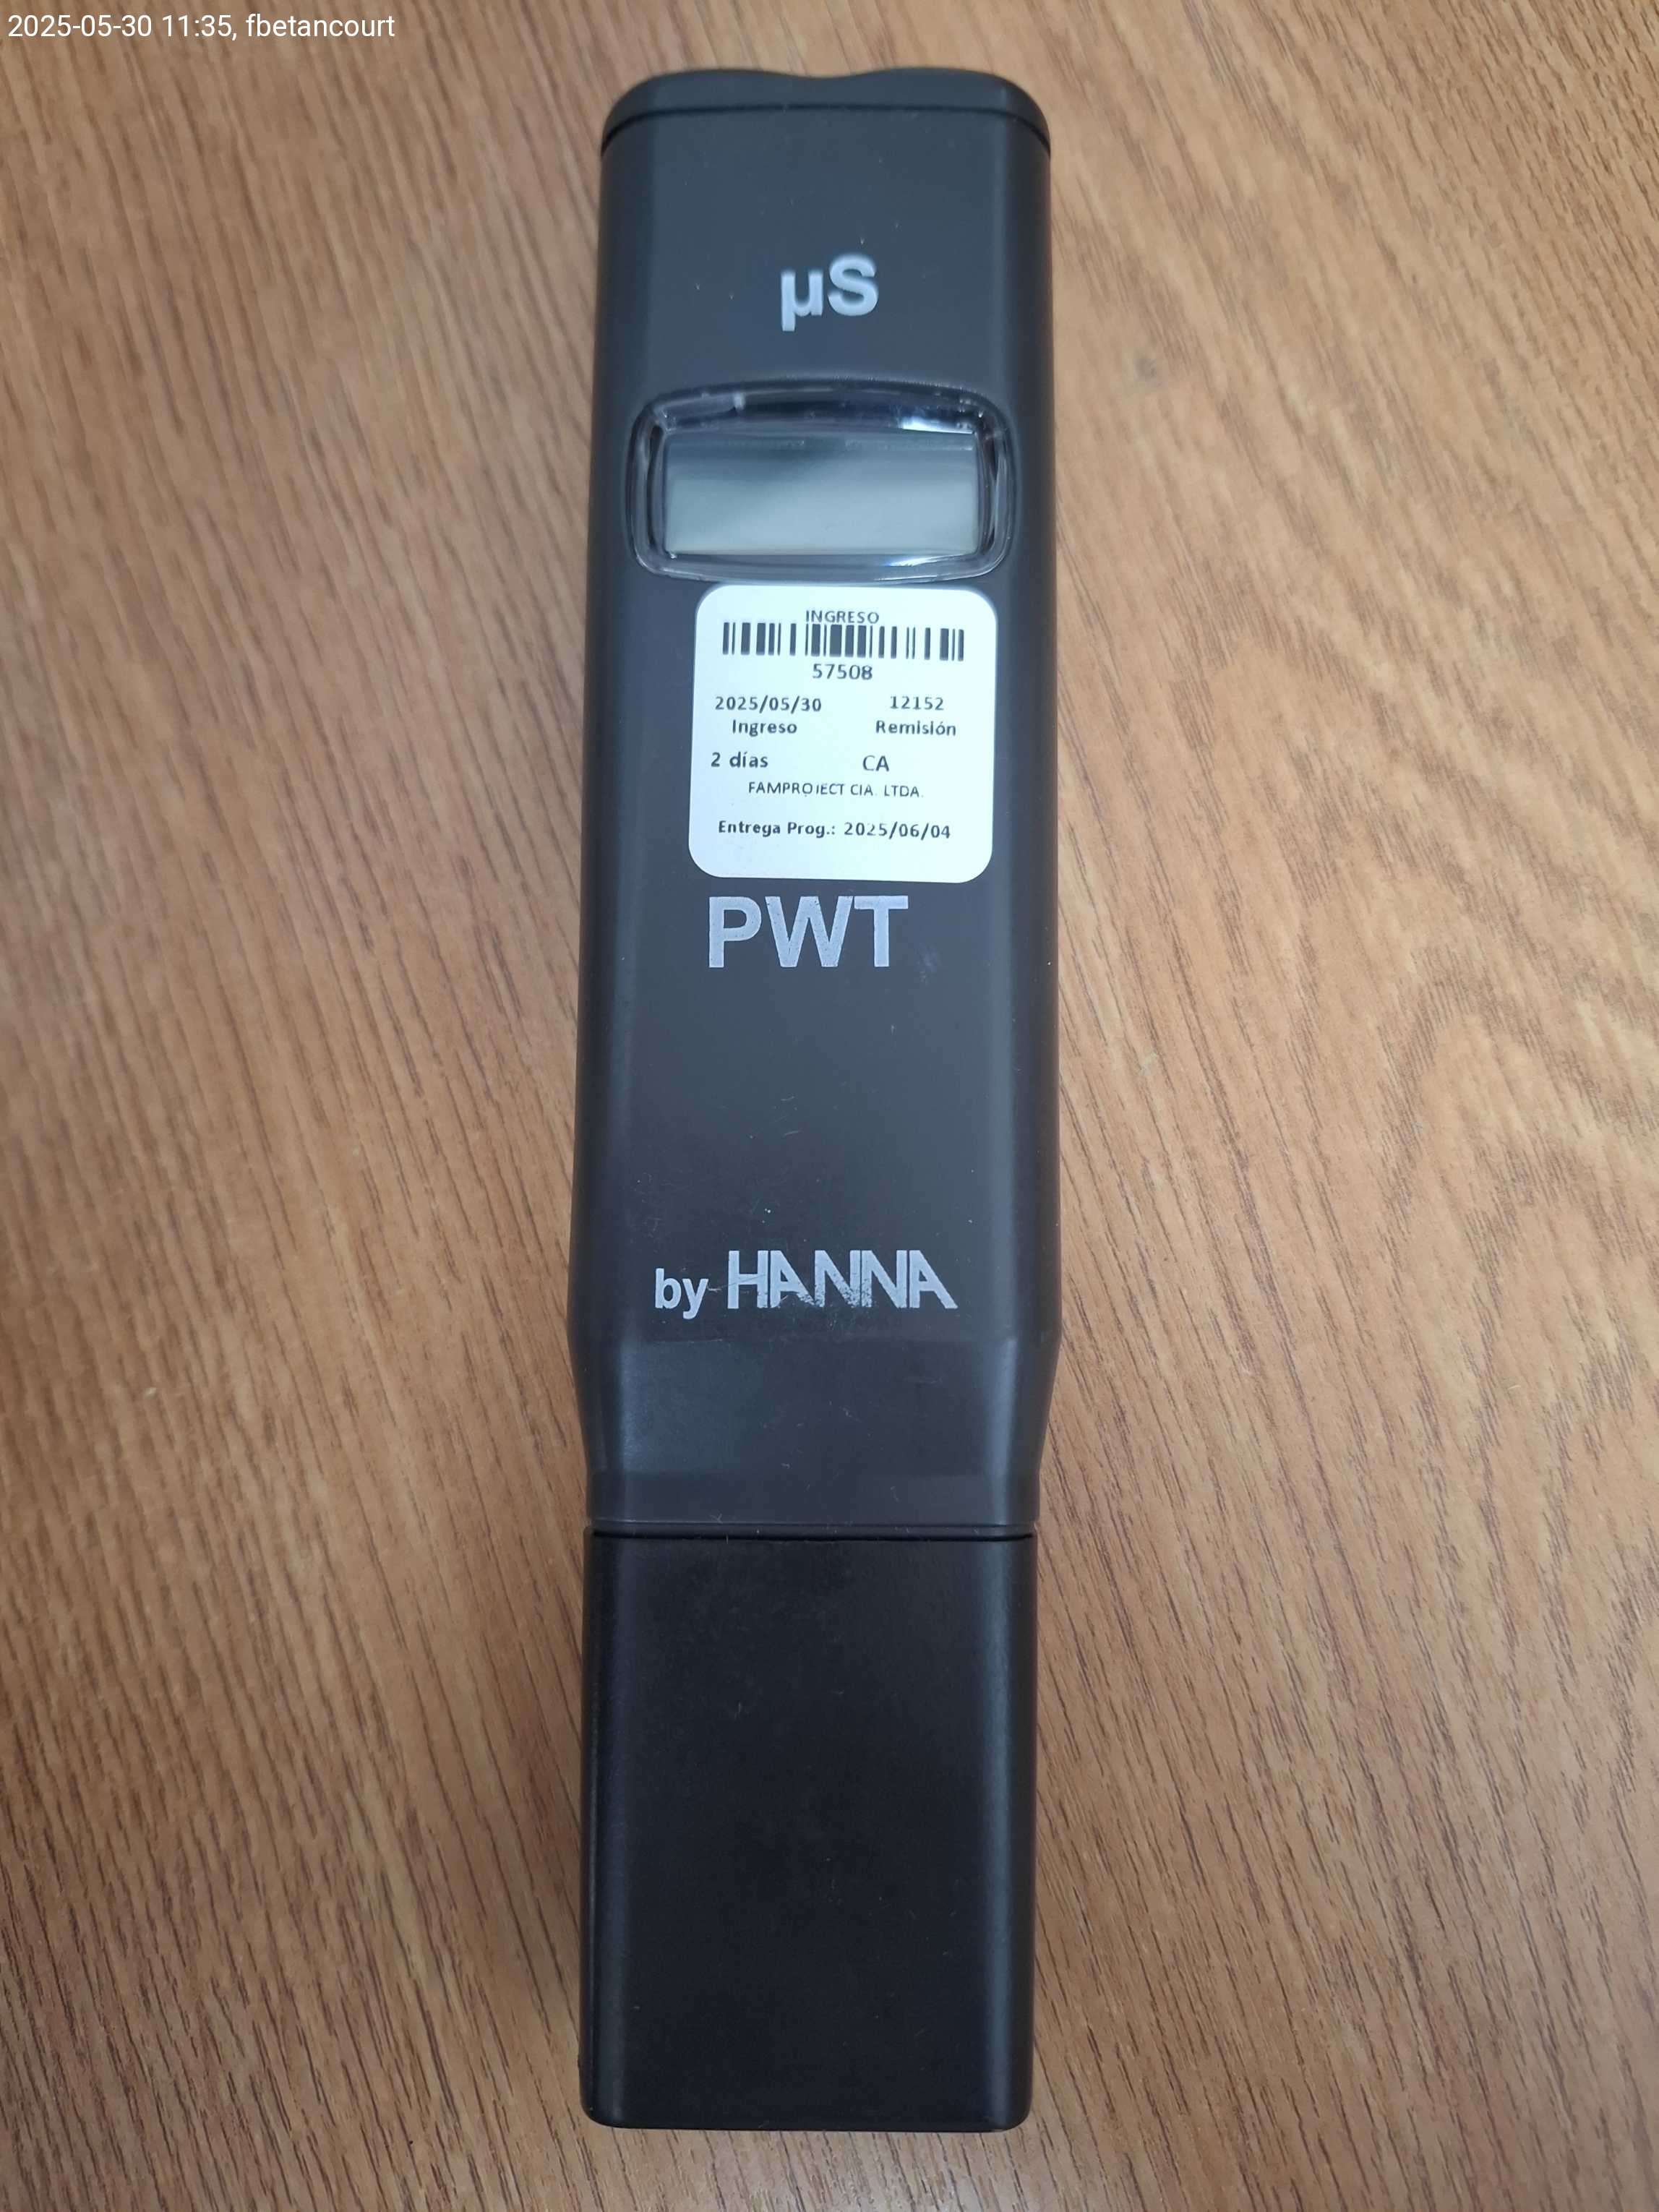 2025-05-30 11:35, fbetancourt
µS
INGRESO
57508
2025/05/30 12152
Ingreso Remisión
2 días CA
FAMPROJECT CIA. LTDA.
Entrega Prog.: 2025/06/04
PWT
by HANNA